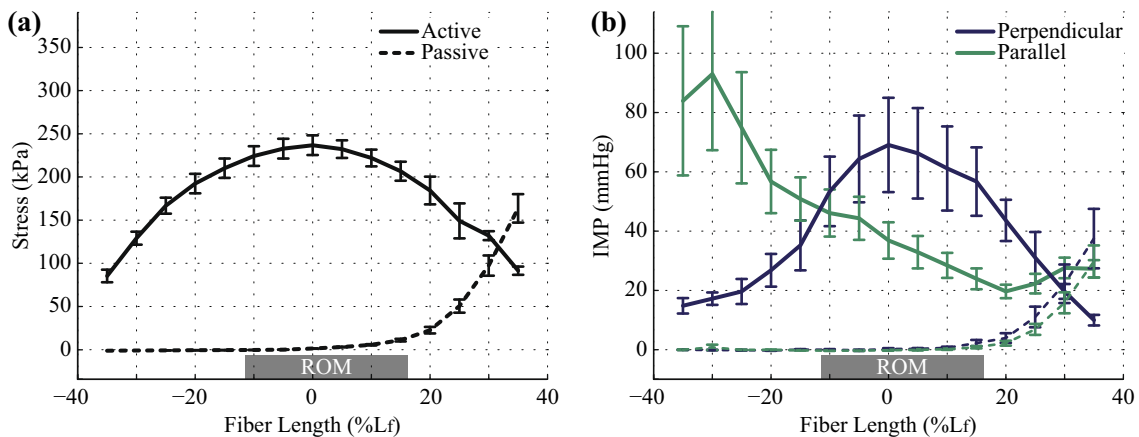 (a)
Active
Passive
350
300
250
200
150
100
50
0
Stress (kPa)
ROM
−40
−20
0
20
40
Fiber Length (%Lf)
(b)
Perpendicular
Parallel
100
80
60
40
20
0
IMP (mmHg)
ROM
−40
−20
0
20
40
Fiber Length (%Lf)